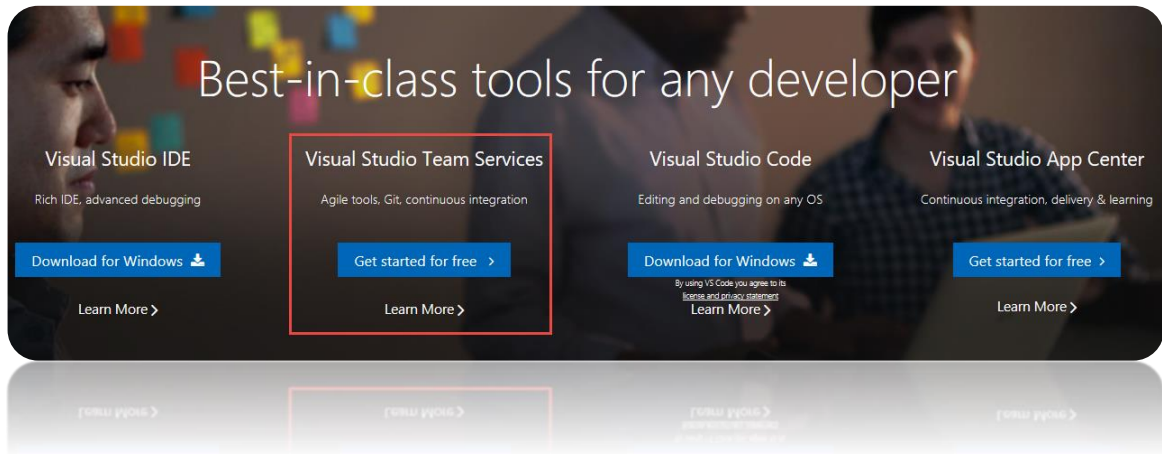 Best-in-class tools for any developer
Visual Studio IDE
Rich IDE, advanced debugging
Download for Windows
Learn More
Visual Studio Team Services
Agile tools, Git, continuous integration
Get started for free
Learn More
Visual Studio Code
Editing and debugging on any OS
Download for Windows
By using VS Code you agree to its
license and privacy statement
Learn More
Visual Studio App Center
Continuous integration, delivery & learning
Get started for free
Learn More